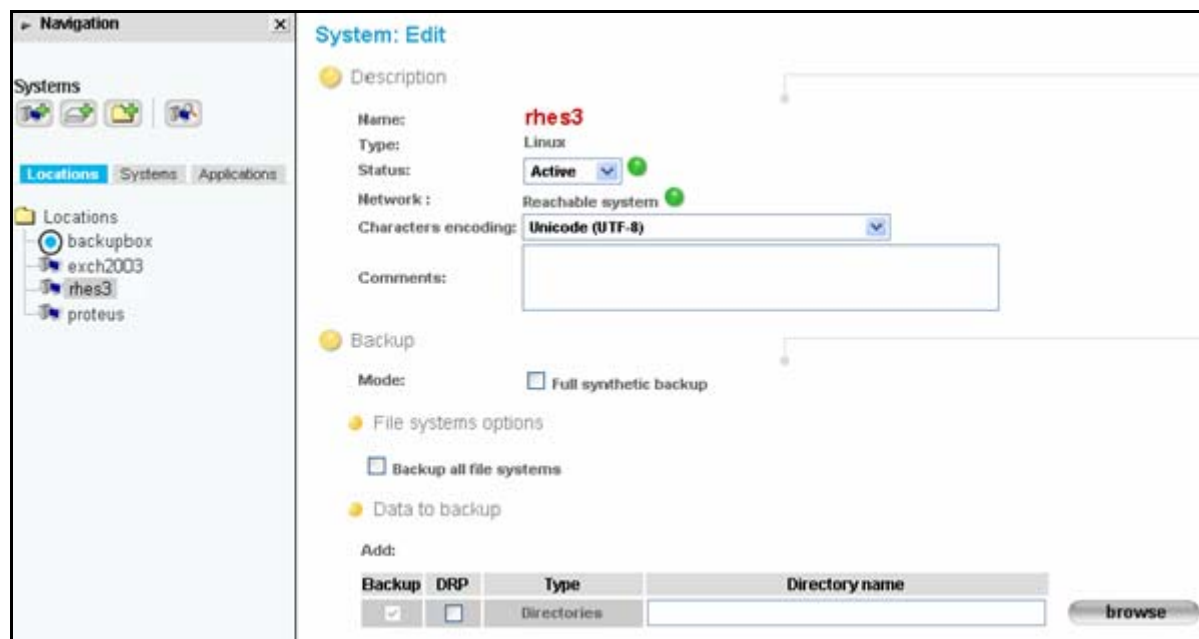 Navigation
Systems
Locations Systems Applications
Locations
backupbox
exch2003
rhes3
proteus
System: Edit
Description
Name: rhes3
Type: Linux
Status: Active
Network : Reachable system
Characters encoding: Unicode (UTF-8)
Comments:
Backup
Mode: Full synthetic backup
File systems options
Backup all file systems
Data to backup
Add:
Backup DRP Type Directory name
Directories browse